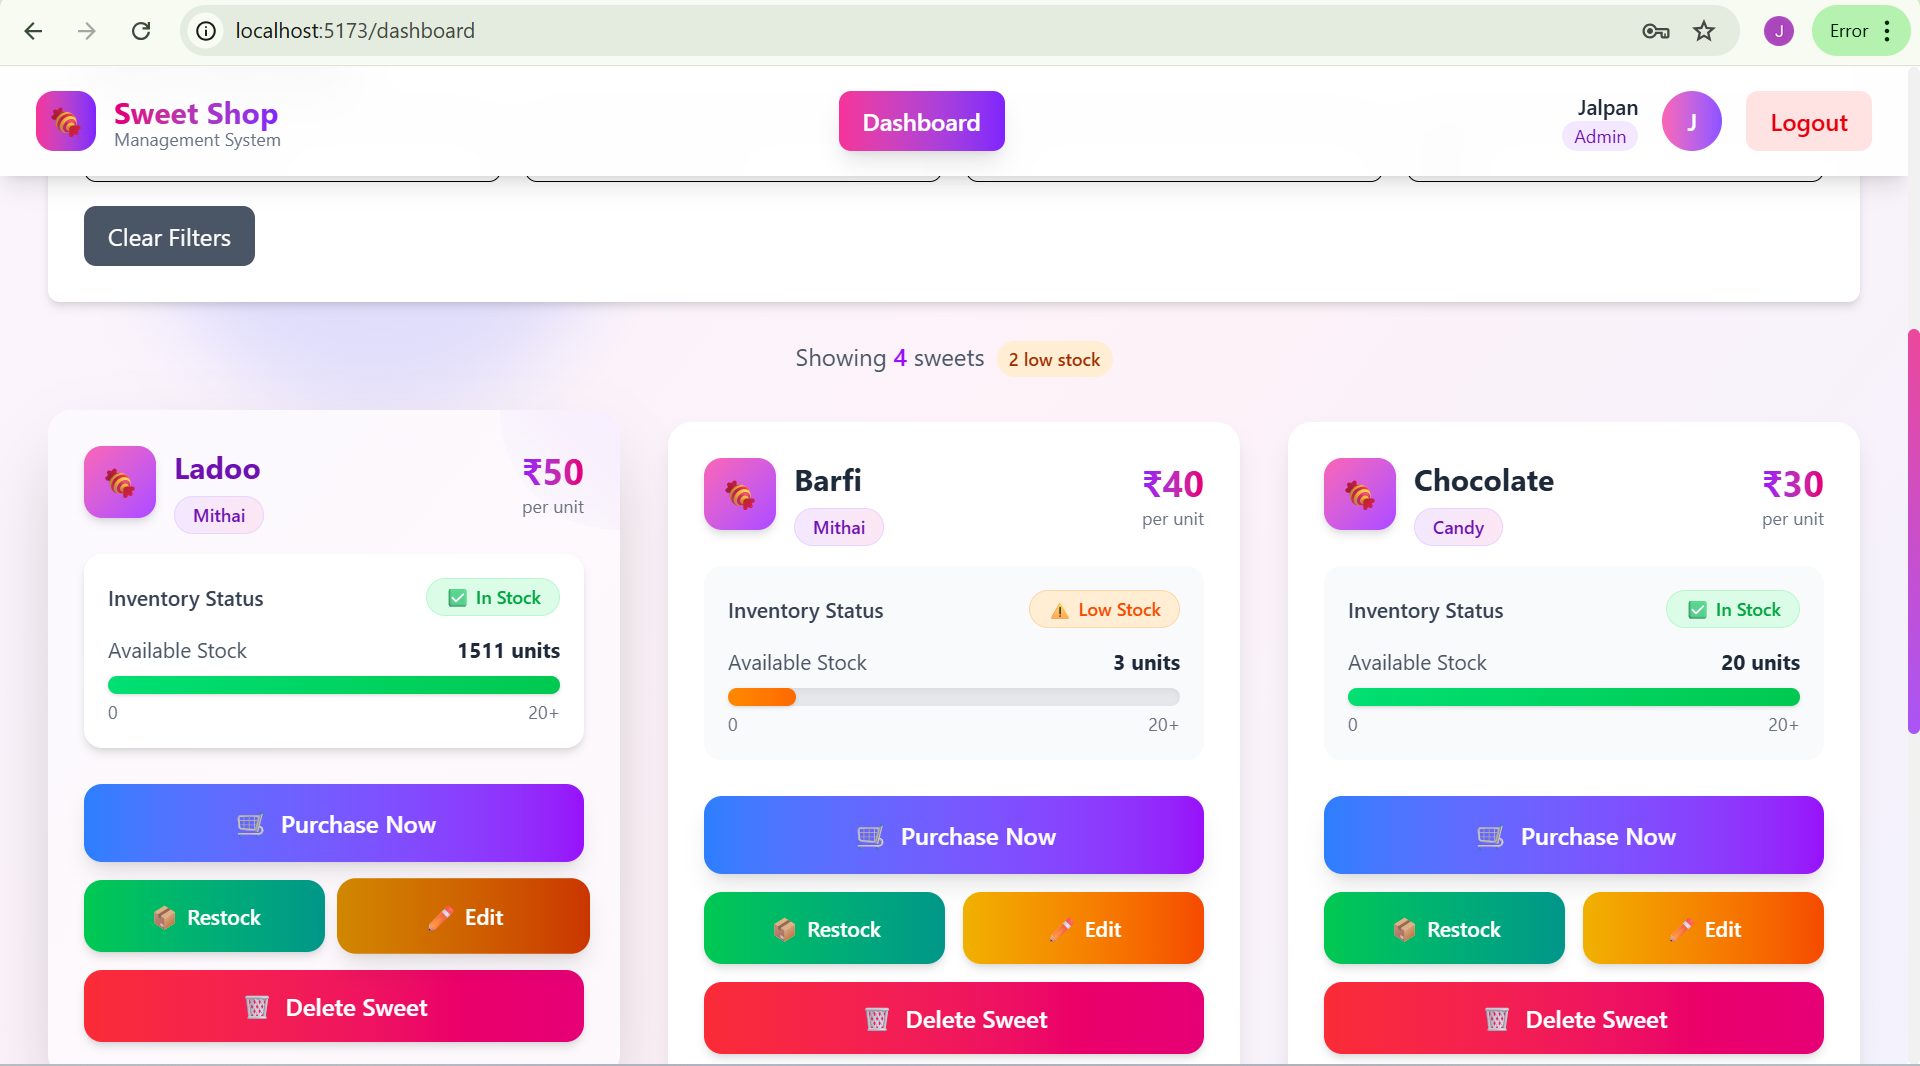 localhost:5173/dashboard
J
Error
Sweet Shop
Management System
Dashboard
Jalpan
Admin
J
Logout
Clear Filters
Showing 4 sweets 2 low stock
Ladoo
Mithai
₹50
per unit
Inventory Status
In Stock
Available Stock
1511 units
0
20+
Purchase Now
Restock
Edit
Delete Sweet
Barfi
Mithai
₹40
per unit
Inventory Status
Low Stock
Available Stock
3 units
0
20+
Purchase Now
Restock
Edit
Delete Sweet
Chocolate
Candy
₹30
per unit
Inventory Status
In Stock
Available Stock
20 units
0
20+
Purchase Now
Restock
Edit
Delete Sweet